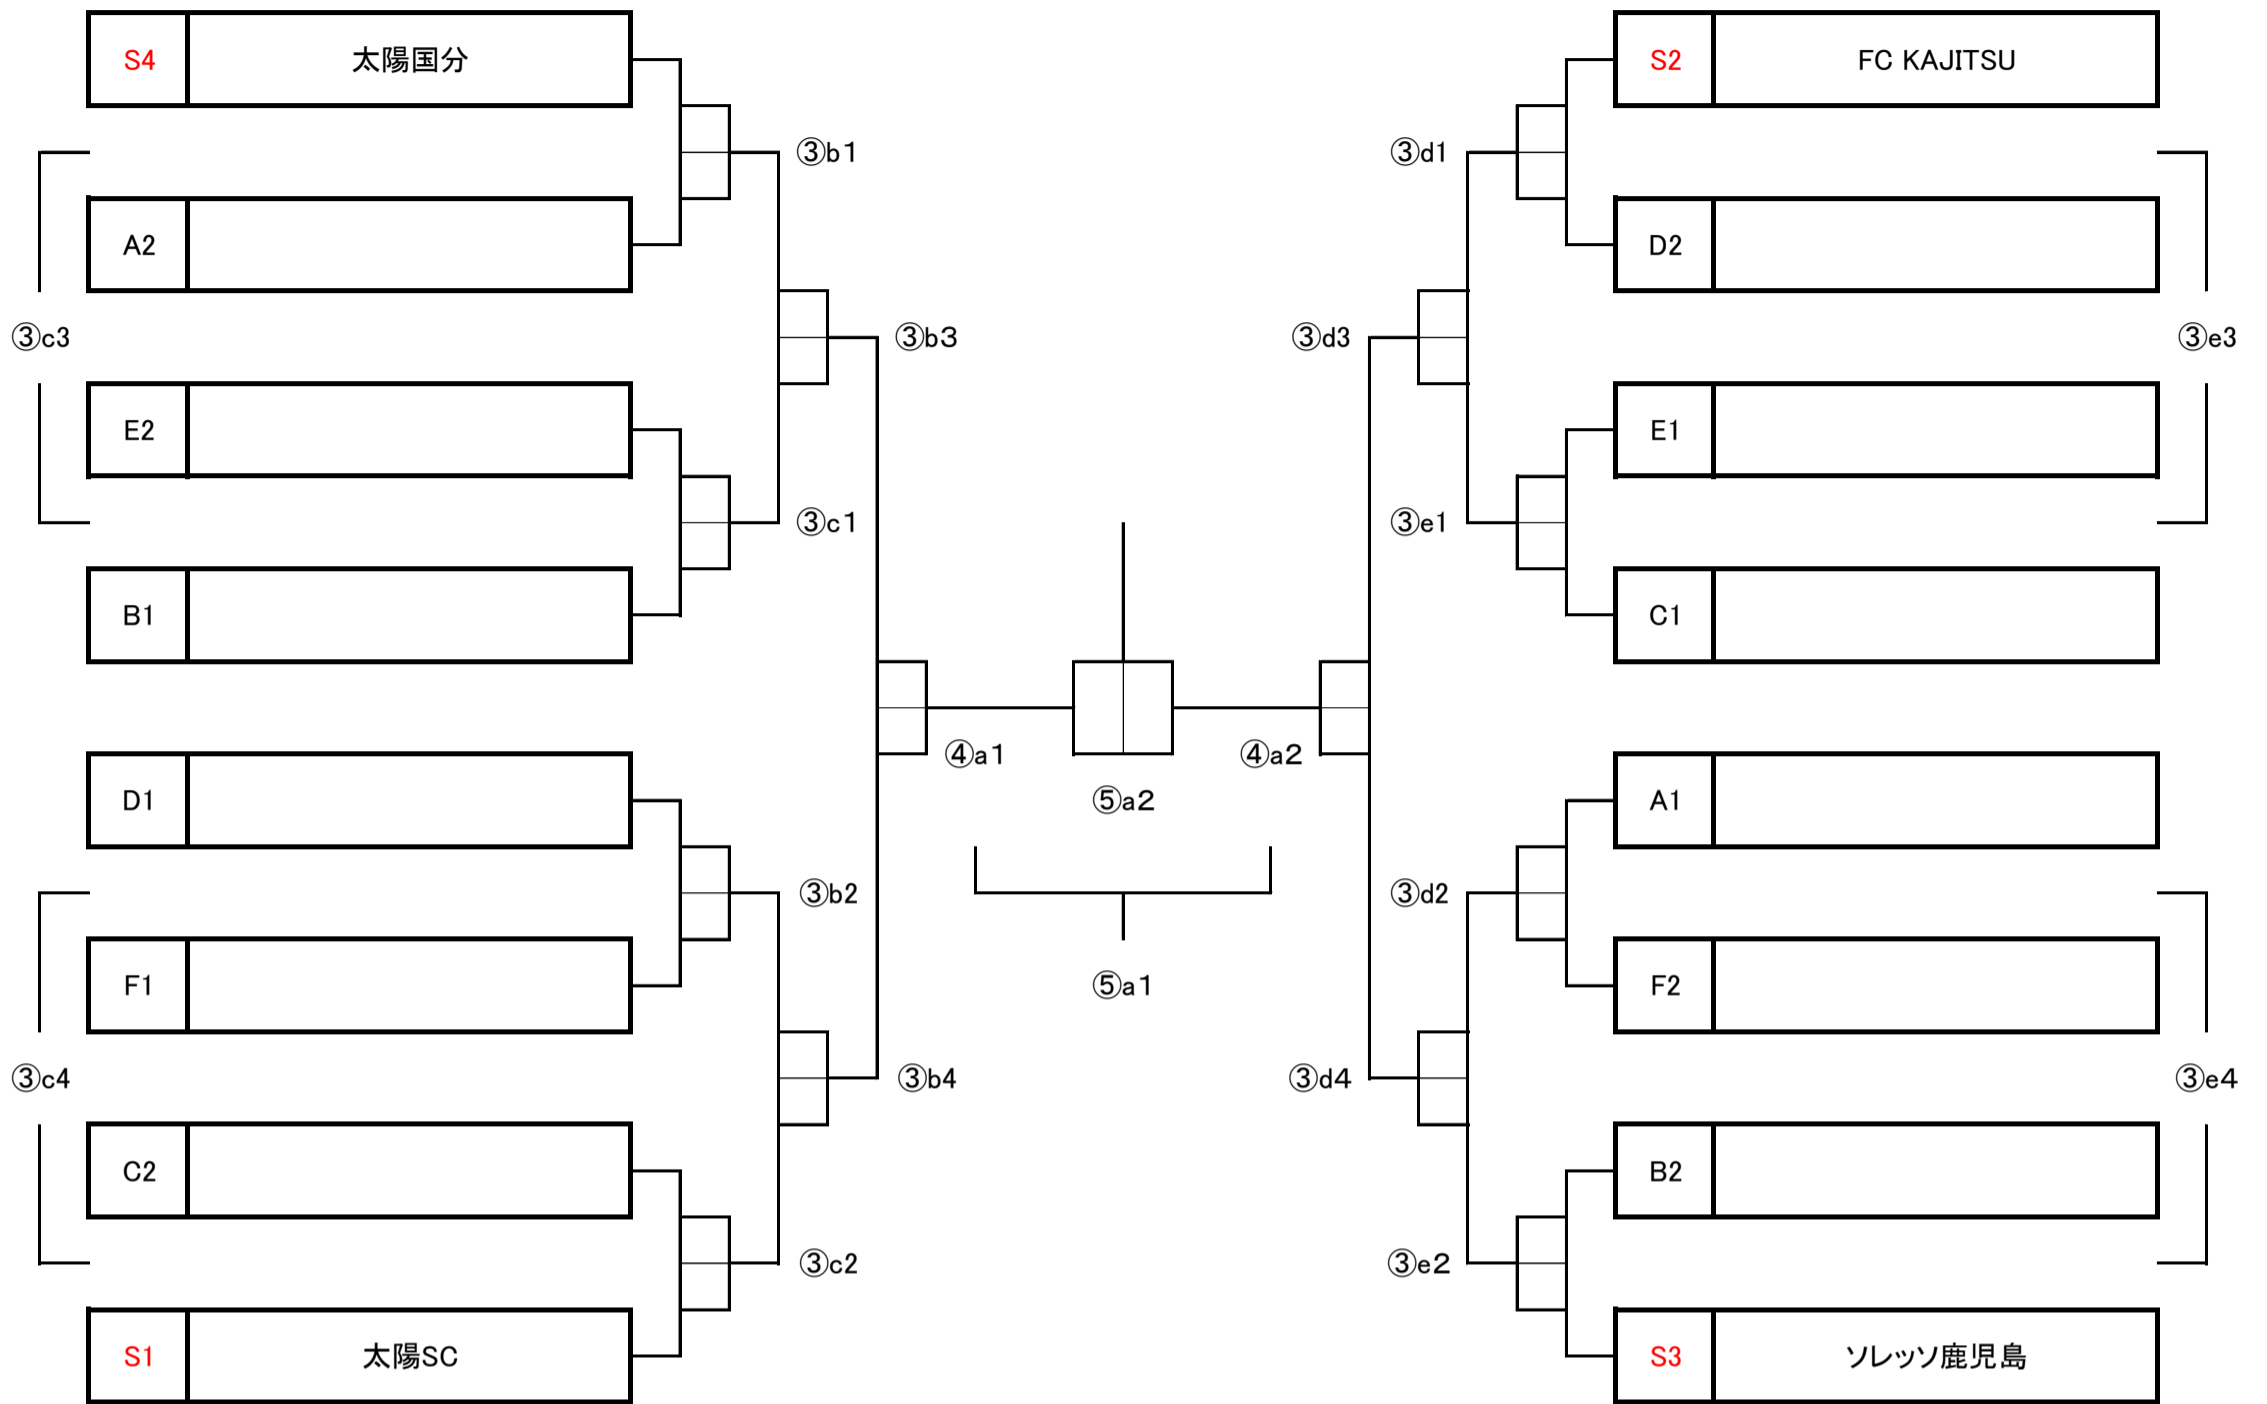 S4 太陽国分
S2 FC KAJITSU
③b1
③d1
A2
D2
③c3
③b3
③d3
③e3
E2
E1
③c1
③e1
B1
C1
④a1
④a2
D1
⑤a2
A1
③b2
③d2
F1
⑤a1
F2
③c4
③b4
③d4
③e4
C2
B2
③c2
③e2
S1 太陽SC
S3 ソレッソ鹿児島